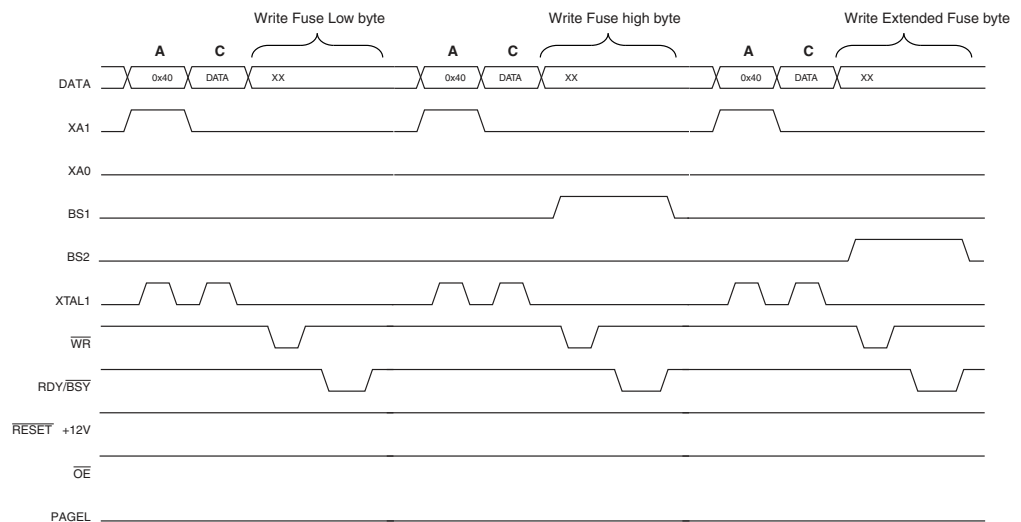 Write Fuse Low byte Write Fuse high byte Write Extended Fuse byte
A C A C A C
DATA 0x40 DATA XX 0x40 DATA XX 0x40 DATA XX
XA1
XA0
BS1
BS2
XTAL1
WR
RDY/BSY
RESET +12V
OE
PAGEL